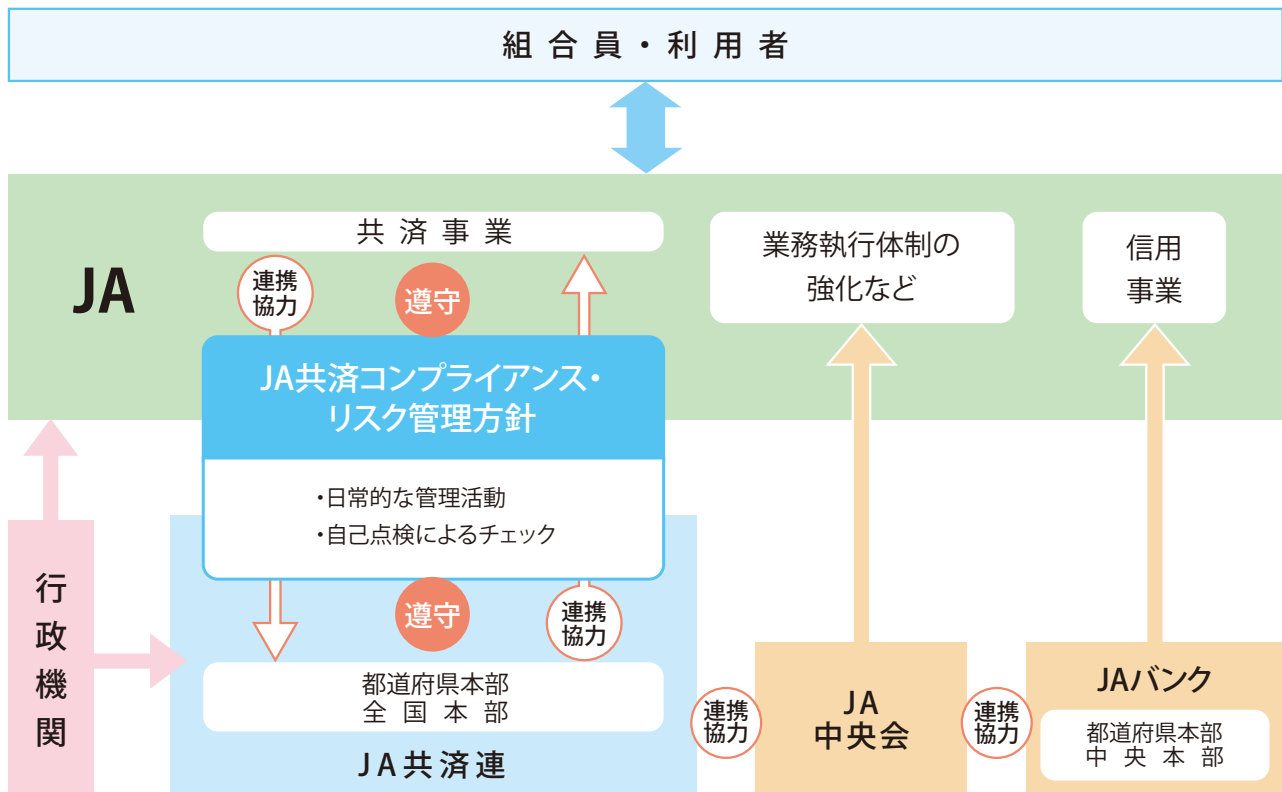 組合員・利用者
JA
共済事業
連携
協力
遵守
業務執行体制の
強化など
信用
事業
JA共済コンプライアンス・
リスク管理方針
・日常的な管理活動
・自己点検によるチェック
行政機関
遵守
連携
協力
都道府県本部
全国本部
JA共済連
連携
協力
JA
中央会
連携
協力
JAバンク
都道府県本部
中央本部